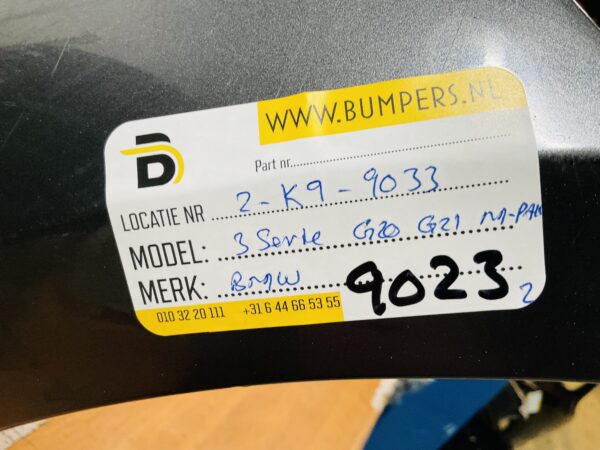 WWW.BUMPERS.NL
D
Part nr.
LOCATIE NR 2-K9-9033
MODEL: 3 Serie G20 G21 M-PAK
MERK: BMW 9023 2
010 32 20 111 +31 6 44 66 53 55